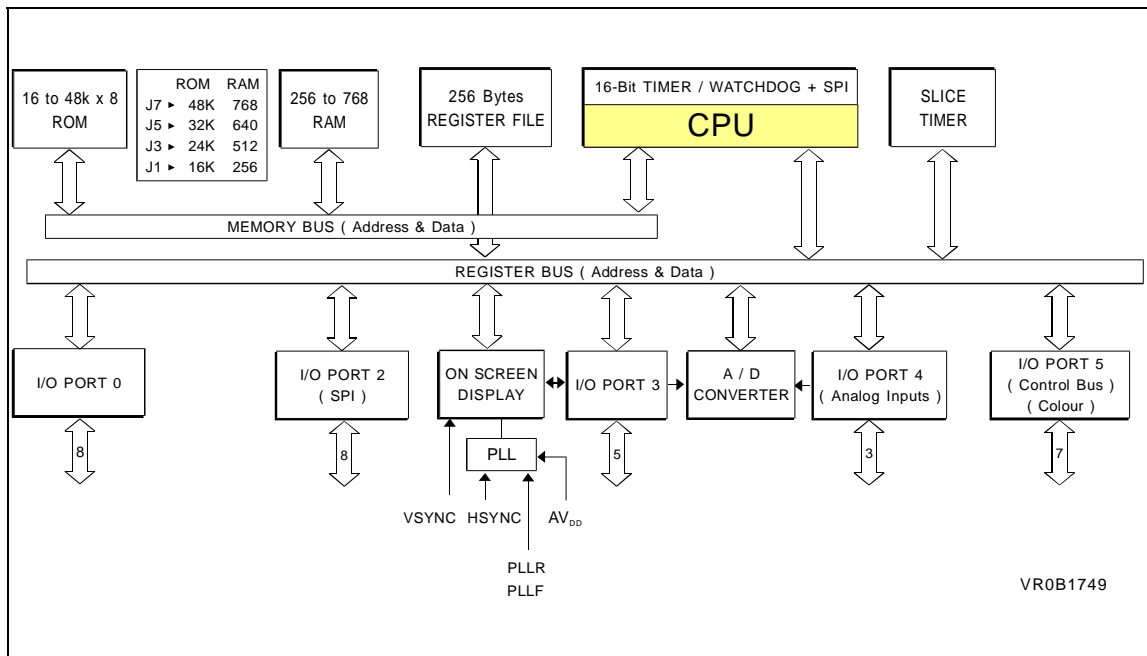 16 to 48k x 8
ROM
ROM RAM
J7 ► 48K 768
J5 ► 32K 640
J3 ► 24K 512
J1 ► 16K 256
256 to 768
RAM
256 Bytes
REGISTER FILE
16-Bit TIMER / WATCHDOG + SPI
CPU
SLICE
TIMER
MEMORY BUS ( Address & Data )
REGISTER BUS ( Address & Data )
I/O PORT 0
I/O PORT 2
( SPI )
ON SCREEN
DISPLAY
I/O PORT 3
A / D
CONVERTER
I/O PORT 4
( Analog Inputs )
I/O PORT 5
( Control Bus )
( Colour )
8
8
PLL
5
3
7
VSYNC HSYNC AVDD
PLLR
PLLF
VR0B1749